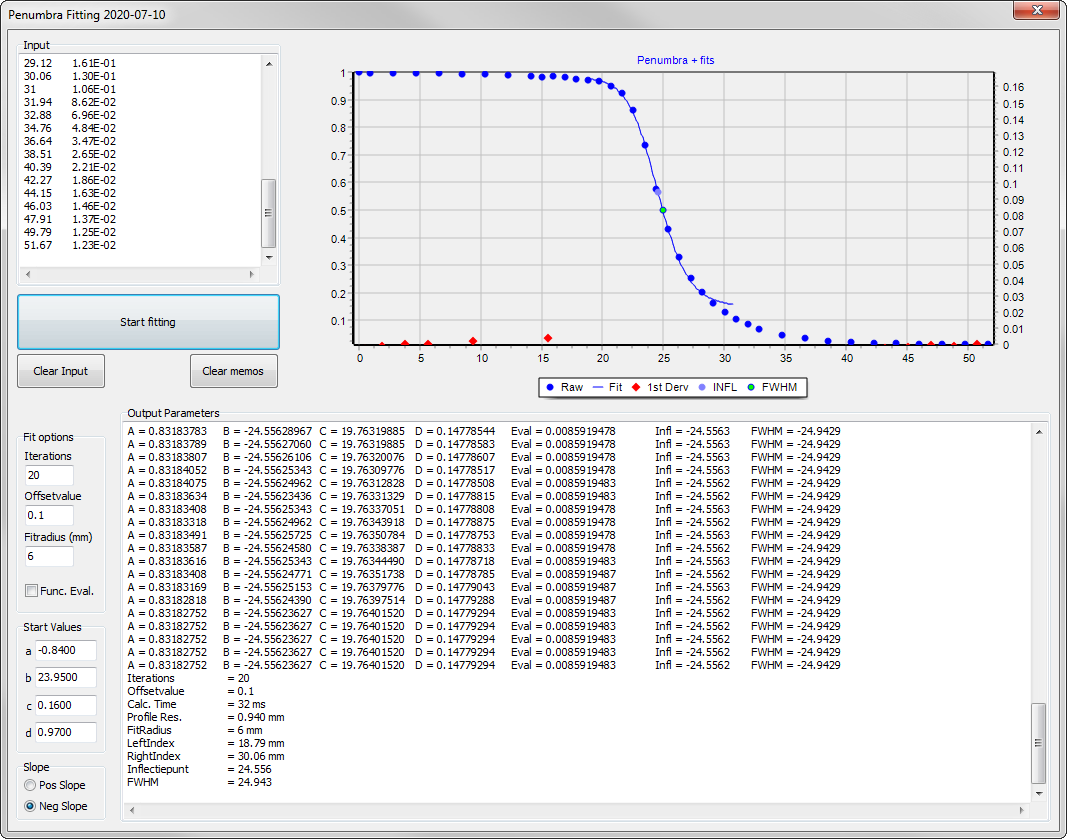 Penumbra Fitting 2020-07-10
Input
29.12 1.61E-01
30.06 1.30E-01
31 1.06E-01
31.94 8.62E-02
32.88 6.96E-02
34.76 4.84E-02
36.64 3.47E-02
38.51 2.65E-02
40.39 2.21E-02
42.27 1.86E-02
44.15 1.63E-02
46.03 1.46E-02
47.91 1.37E-02
49.79 1.25E-02
51.67 1.23E-02
Start fitting
Clear Input
Clear memos
Penumbra + fits
1
0.9
0.8
0.7
0.6
0.5
0.4
0.3
0.2
0.1
0.16
0.15
0.14
0.13
0.12
0.11
0.1
0.09
0.08
0.07
0.06
0.05
0.04
0.03
0.02
0.01
0
0 5 10 15 20 25 30 35 40 45 50
Raw Fit 1st Derv INFL FWHM
Fit options
Iterations
20
Offsetvalue
0.1
Fitradius (mm)
6
Func. Eval.
Start Values
a -0.8400
b 23.9500
c 0.1600
d 0.9700
Slope
Pos Slope
Neg Slope
Output Parameters
A = 0.83183783 B = -24.55628967 C = 19.76319885 D = 0.14778544 Eval = 0.0085919478 Infl = -24.5563 FWHM = -24.9429
A = 0.83183789 B = -24.55627060 C = 19.76319885 D = 0.14778583 Eval = 0.0085919478 Infl = -24.5563 FWHM = -24.9429
A = 0.83183807 B = -24.55626106 C = 19.76320076 D = 0.14778607 Eval = 0.0085919478 Infl = -24.5563 FWHM = -24.9429
A = 0.83184052 B = -24.55625343 C = 19.76309776 D = 0.14778517 Eval = 0.0085919478 Infl = -24.5563 FWHM = -24.9429
A = 0.83184075 B = -24.55624962 C = 19.76312828 D = 0.14778508 Eval = 0.0085919483 Infl = -24.5562 FWHM = -24.9429
A = 0.83183634 B = -24.55623436 C = 19.76331329 D = 0.14778815 Eval = 0.0085919483 Infl = -24.5562 FWHM = -24.9429
A = 0.83183408 B = -24.55625343 C = 19.76337051 D = 0.14778808 Eval = 0.0085919478 Infl = -24.5563 FWHM = -24.9429
A = 0.83183318 B = -24.55624962 C = 19.76343918 D = 0.14778875 Eval = 0.0085919478 Infl = -24.5562 FWHM = -24.9429
A = 0.83183491 B = -24.55625725 C = 19.76350784 D = 0.14778753 Eval = 0.0085919478 Infl = -24.5563 FWHM = -24.9429
A = 0.83183587 B = -24.55624580 C = 19.76338387 D = 0.14778833 Eval = 0.0085919478 Infl = -24.5562 FWHM = -24.9429
A = 0.83183616 B = -24.55625343 C = 19.76344490 D = 0.14778718 Eval = 0.0085919483 Infl = -24.5563 FWHM = -24.9429
A = 0.83183408 B = -24.55624771 C = 19.76351738 D = 0.14778785 Eval = 0.0085919487 Infl = -24.5562 FWHM = -24.9429
A = 0.83183169 B = -24.55625153 C = 19.76379776 D = 0.14779043 Eval = 0.0085919487 Infl = -24.5563 FWHM = -24.9429
A = 0.83182818 B = -24.55624390 C = 19.76397514 D = 0.14779288 Eval = 0.0085919487 Infl = -24.5562 FWHM = -24.9429
A = 0.83182752 B = -24.55623627 C = 19.76401520 D = 0.14779294 Eval = 0.0085919483 Infl = -24.5562 FWHM = -24.9429
A = 0.83182752 B = -24.55623627 C = 19.76401520 D = 0.14779294 Eval = 0.0085919483 Infl = -24.5562 FWHM = -24.9429
A = 0.83182752 B = -24.55623627 C = 19.76401520 D = 0.14779294 Eval = 0.0085919483 Infl = -24.5562 FWHM = -24.9429
A = 0.83182752 B = -24.55623627 C = 19.76401520 D = 0.14779294 Eval = 0.0085919483 Infl = -24.5562 FWHM = -24.9429
A = 0.83182752 B = -24.55623627 C = 19.76401520 D = 0.14779294 Eval = 0.0085919483 Infl = -24.5562 FWHM = -24.9429
Iterations = 20
Offsetvalue = 0.1
Calc. Time = 32 ms
Profile Res. = 0.940 mm
FitRadius = 6 mm
LeftIndex = 18.79 mm
RightIndex = 30.06 mm
Inflectiepunt = 24.556
FWHM = 24.943